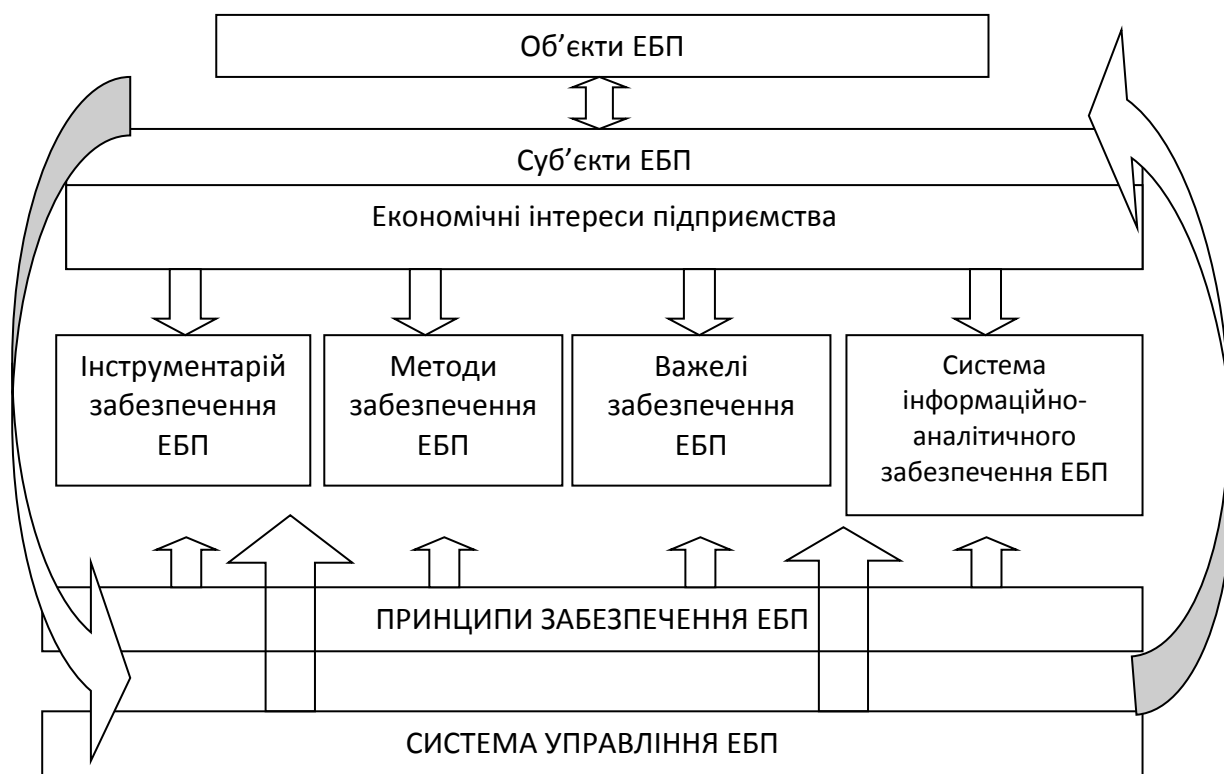 Об’єкти ЕБП
Суб’єкти ЕБП
Економічні інтереси підприємства
Інструментарій
забезпечення
ЕБП
Методи
забезпечення
ЕБП
Важелі
забезпечення
ЕБП
Система
інформаційно-
аналітичного
забезпечення ЕБП
ПРИНЦИПИ ЗАБЕЗПЕЧЕННЯ ЕБП
СИСТЕМА УПРАВЛІННЯ ЕБП